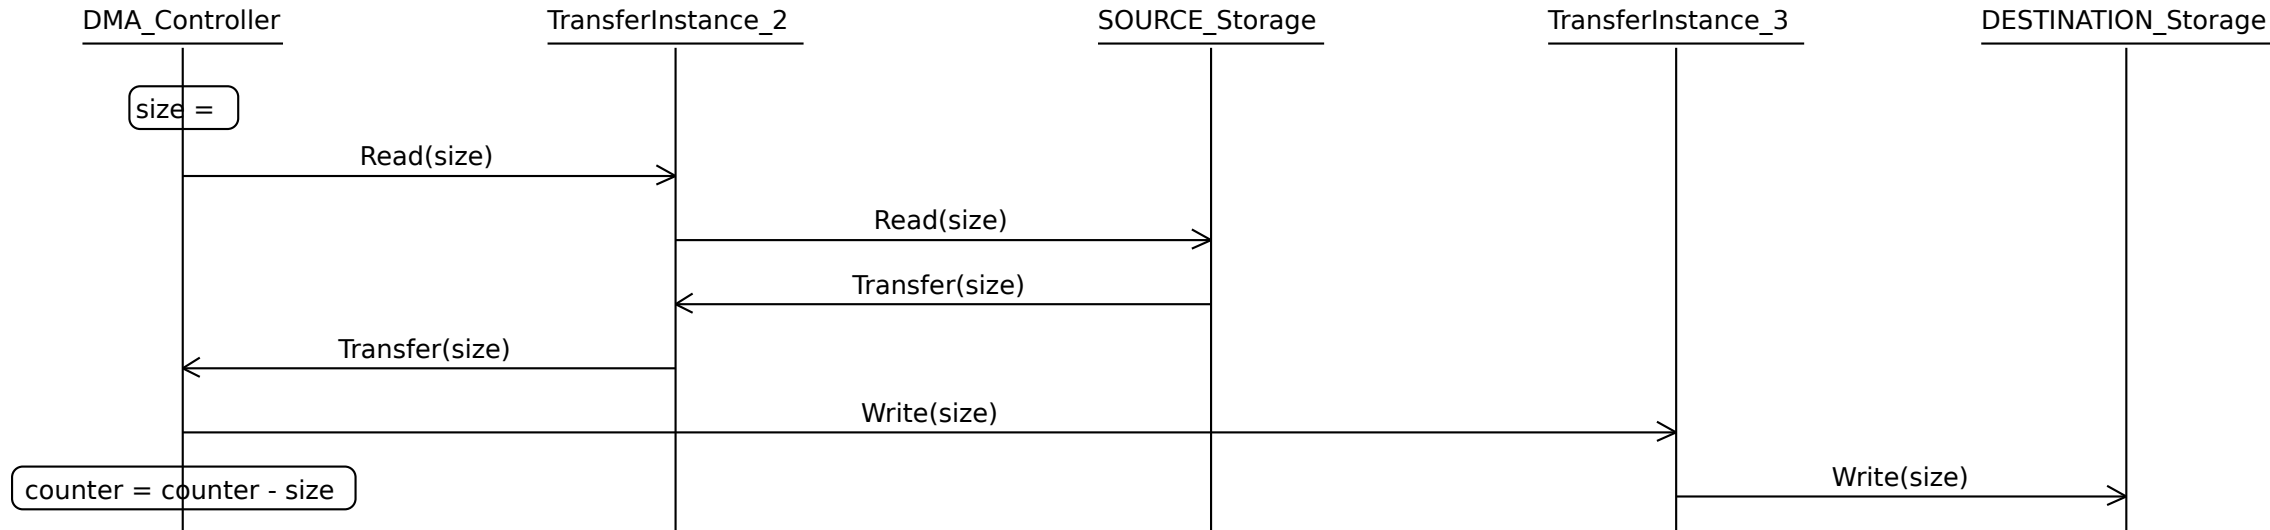 DMA_Controller
TransferInstance_2
SOURCE_Storage
TransferInstance_3
DESTINATION_Storage
size =
Read(size)
Read(size)
Transfer(size)
Transfer(size)
Write(size)
Write(size)
counter = counter - size